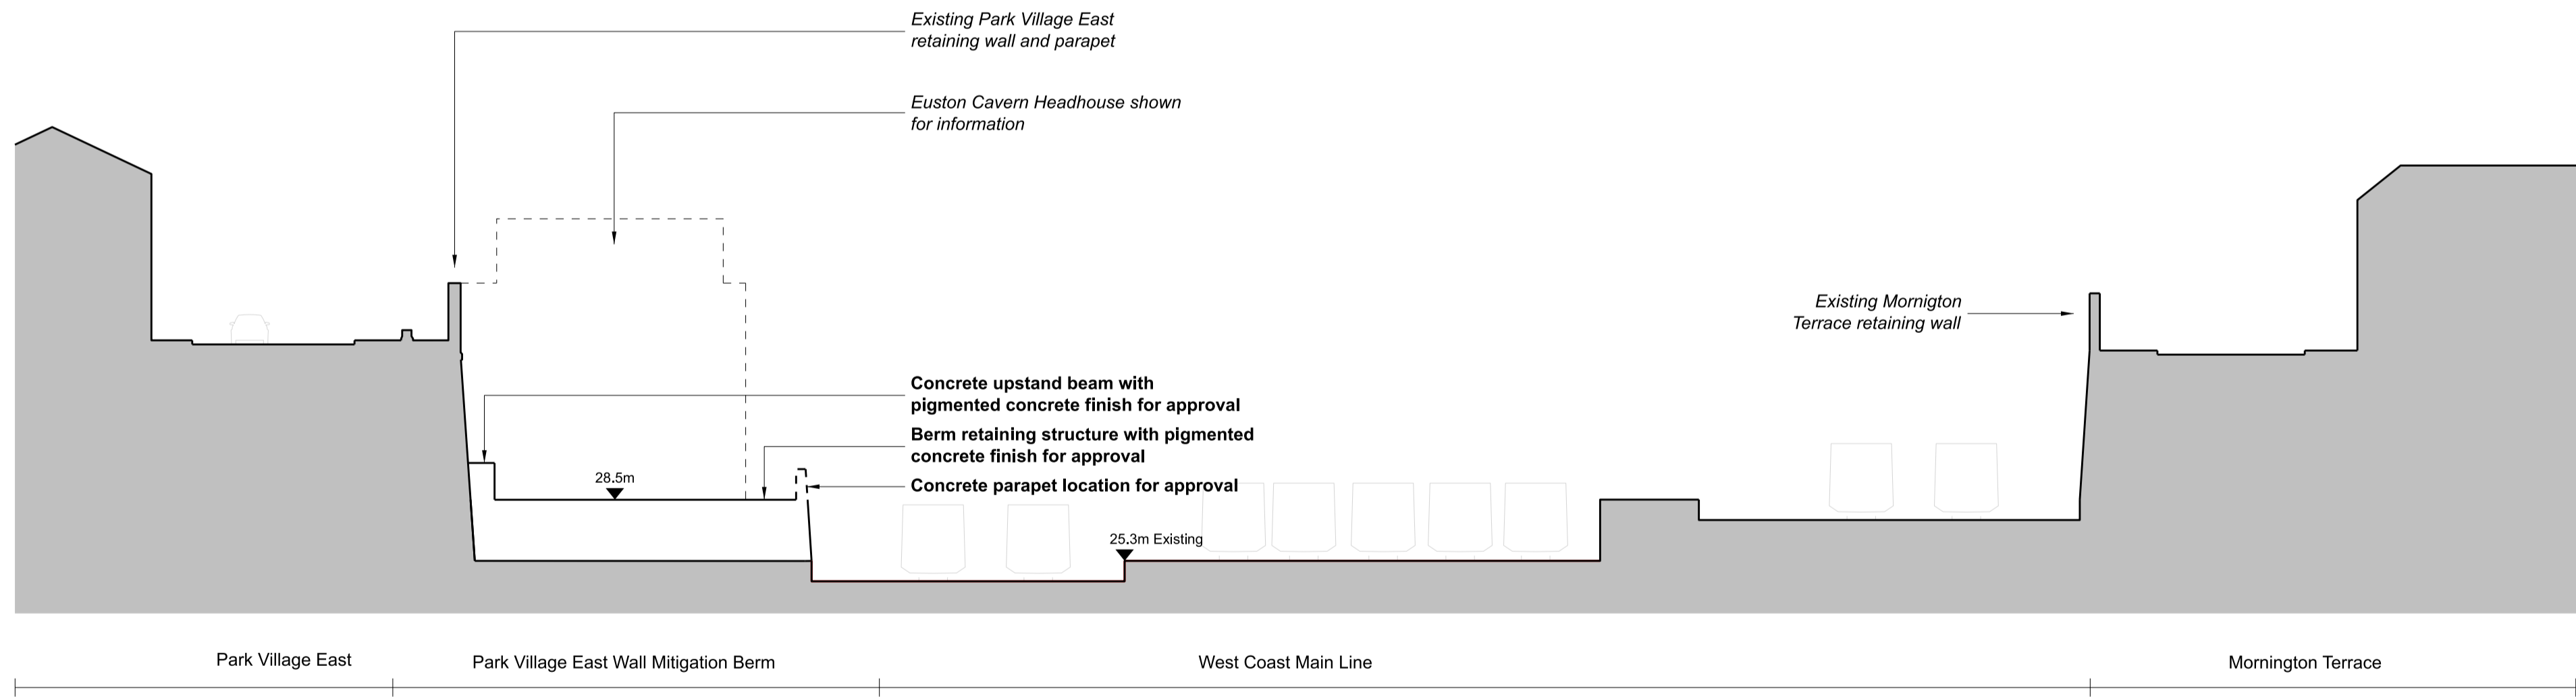 Existing Park Village East
retaining wall and parapet
Euston Cavern Headhouse shown
for information
Existing Mornigton
Terrace retaining wall
Concrete upstand beam with
pigmented concrete finish for approval
Berm retaining structure with pigmented
concrete finish for approval
28.5m
Concrete parapet location for approval
25.3m Existing
Park Village East
Park Village East Wall Mitigation Berm
West Coast Main Line
Mornington Terrace